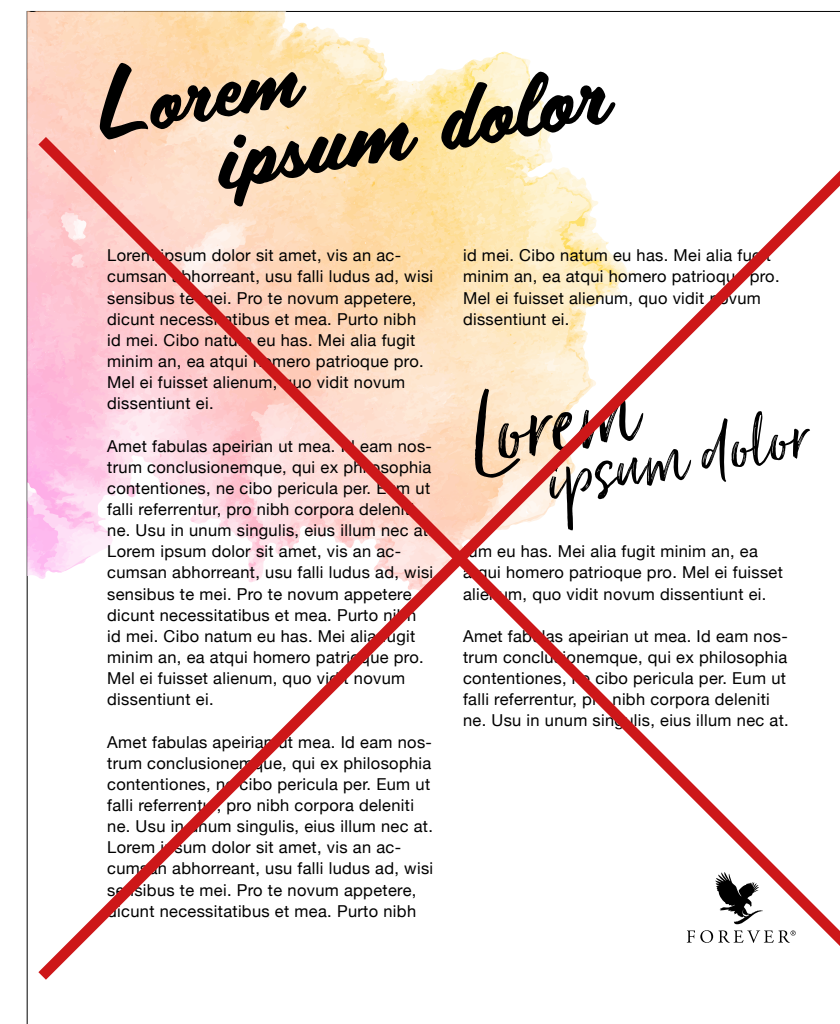 Lorem
ipsum dolor
Lorem ipsum dolor sit amet, vis an ac-
cumsan abhorreant, usu falli ludus ad, wisi
sensibus te mei. Pro te novum appetere,
dicunt necessitatibus et mea. Purto nibh
id mei. Cibo natum eu has. Mei alia fugit
minim an, ea atqui homero patrioque pro.
Mel ei fuisset alienum, quo vidit novum
dissentiunt ei.
Amet fabulas apeirian ut mea. Id eam nos-
trum conclusionemque, qui ex philosophia
contentiones, ne cibo pericula per. Eum ut
falli referrentur, pro nibh corpora deleniti
ne. Usu in unum singulis, eius illum nec at.
Lorem ipsum dolor sit amet, vis an ac-
cumsan abhorreant, usu falli ludus ad, wisi
sensibus te mei. Pro te novum appetere,
dicunt necessitatibus et mea. Purto nibh
id mei. Cibo natum eu has. Mei alia fugit
minim an, ea atqui homero patrioque pro.
Mel ei fuisset alienum, quo vidit novum
dissentiunt ei.
Amet fabulas apeirian ut mea. Id eam nos-
trum conclusionemque, qui ex philosophia
contentiones, ne cibo pericula per. Eum ut
falli referrentur, pro nibh corpora deleniti
ne. Usu in unum singulis, eius illum nec at.
Lorem ipsum dolor sit amet, vis an ac-
cumsan abhorreant, usu falli ludus ad, wisi
sensibus te mei. Pro te novum appetere,
dicunt necessitatibus et mea. Purto nibh
id mei. Cibo natum eu has. Mei alia fugit
minim an, ea atqui homero patrioque pro.
Mel ei fuisset alienum, quo vidit novum
dissentiunt ei.
Lorem
ipsum dolor
tum eu has. Mei alia fugit minim an, ea
atqui homero patrioque pro. Mel ei fuisset
alienum, quo vidit novum dissentiunt ei.
Amet fabulas apeirian ut mea. Id eam nos-
trum conclusionemque, qui ex philosophia
contentiones, ne cibo pericula per. Eum ut
falli referrentur, pro nibh corpora deleniti
ne. Usu in unum singulis, eius illum nec at.
FOREVER®